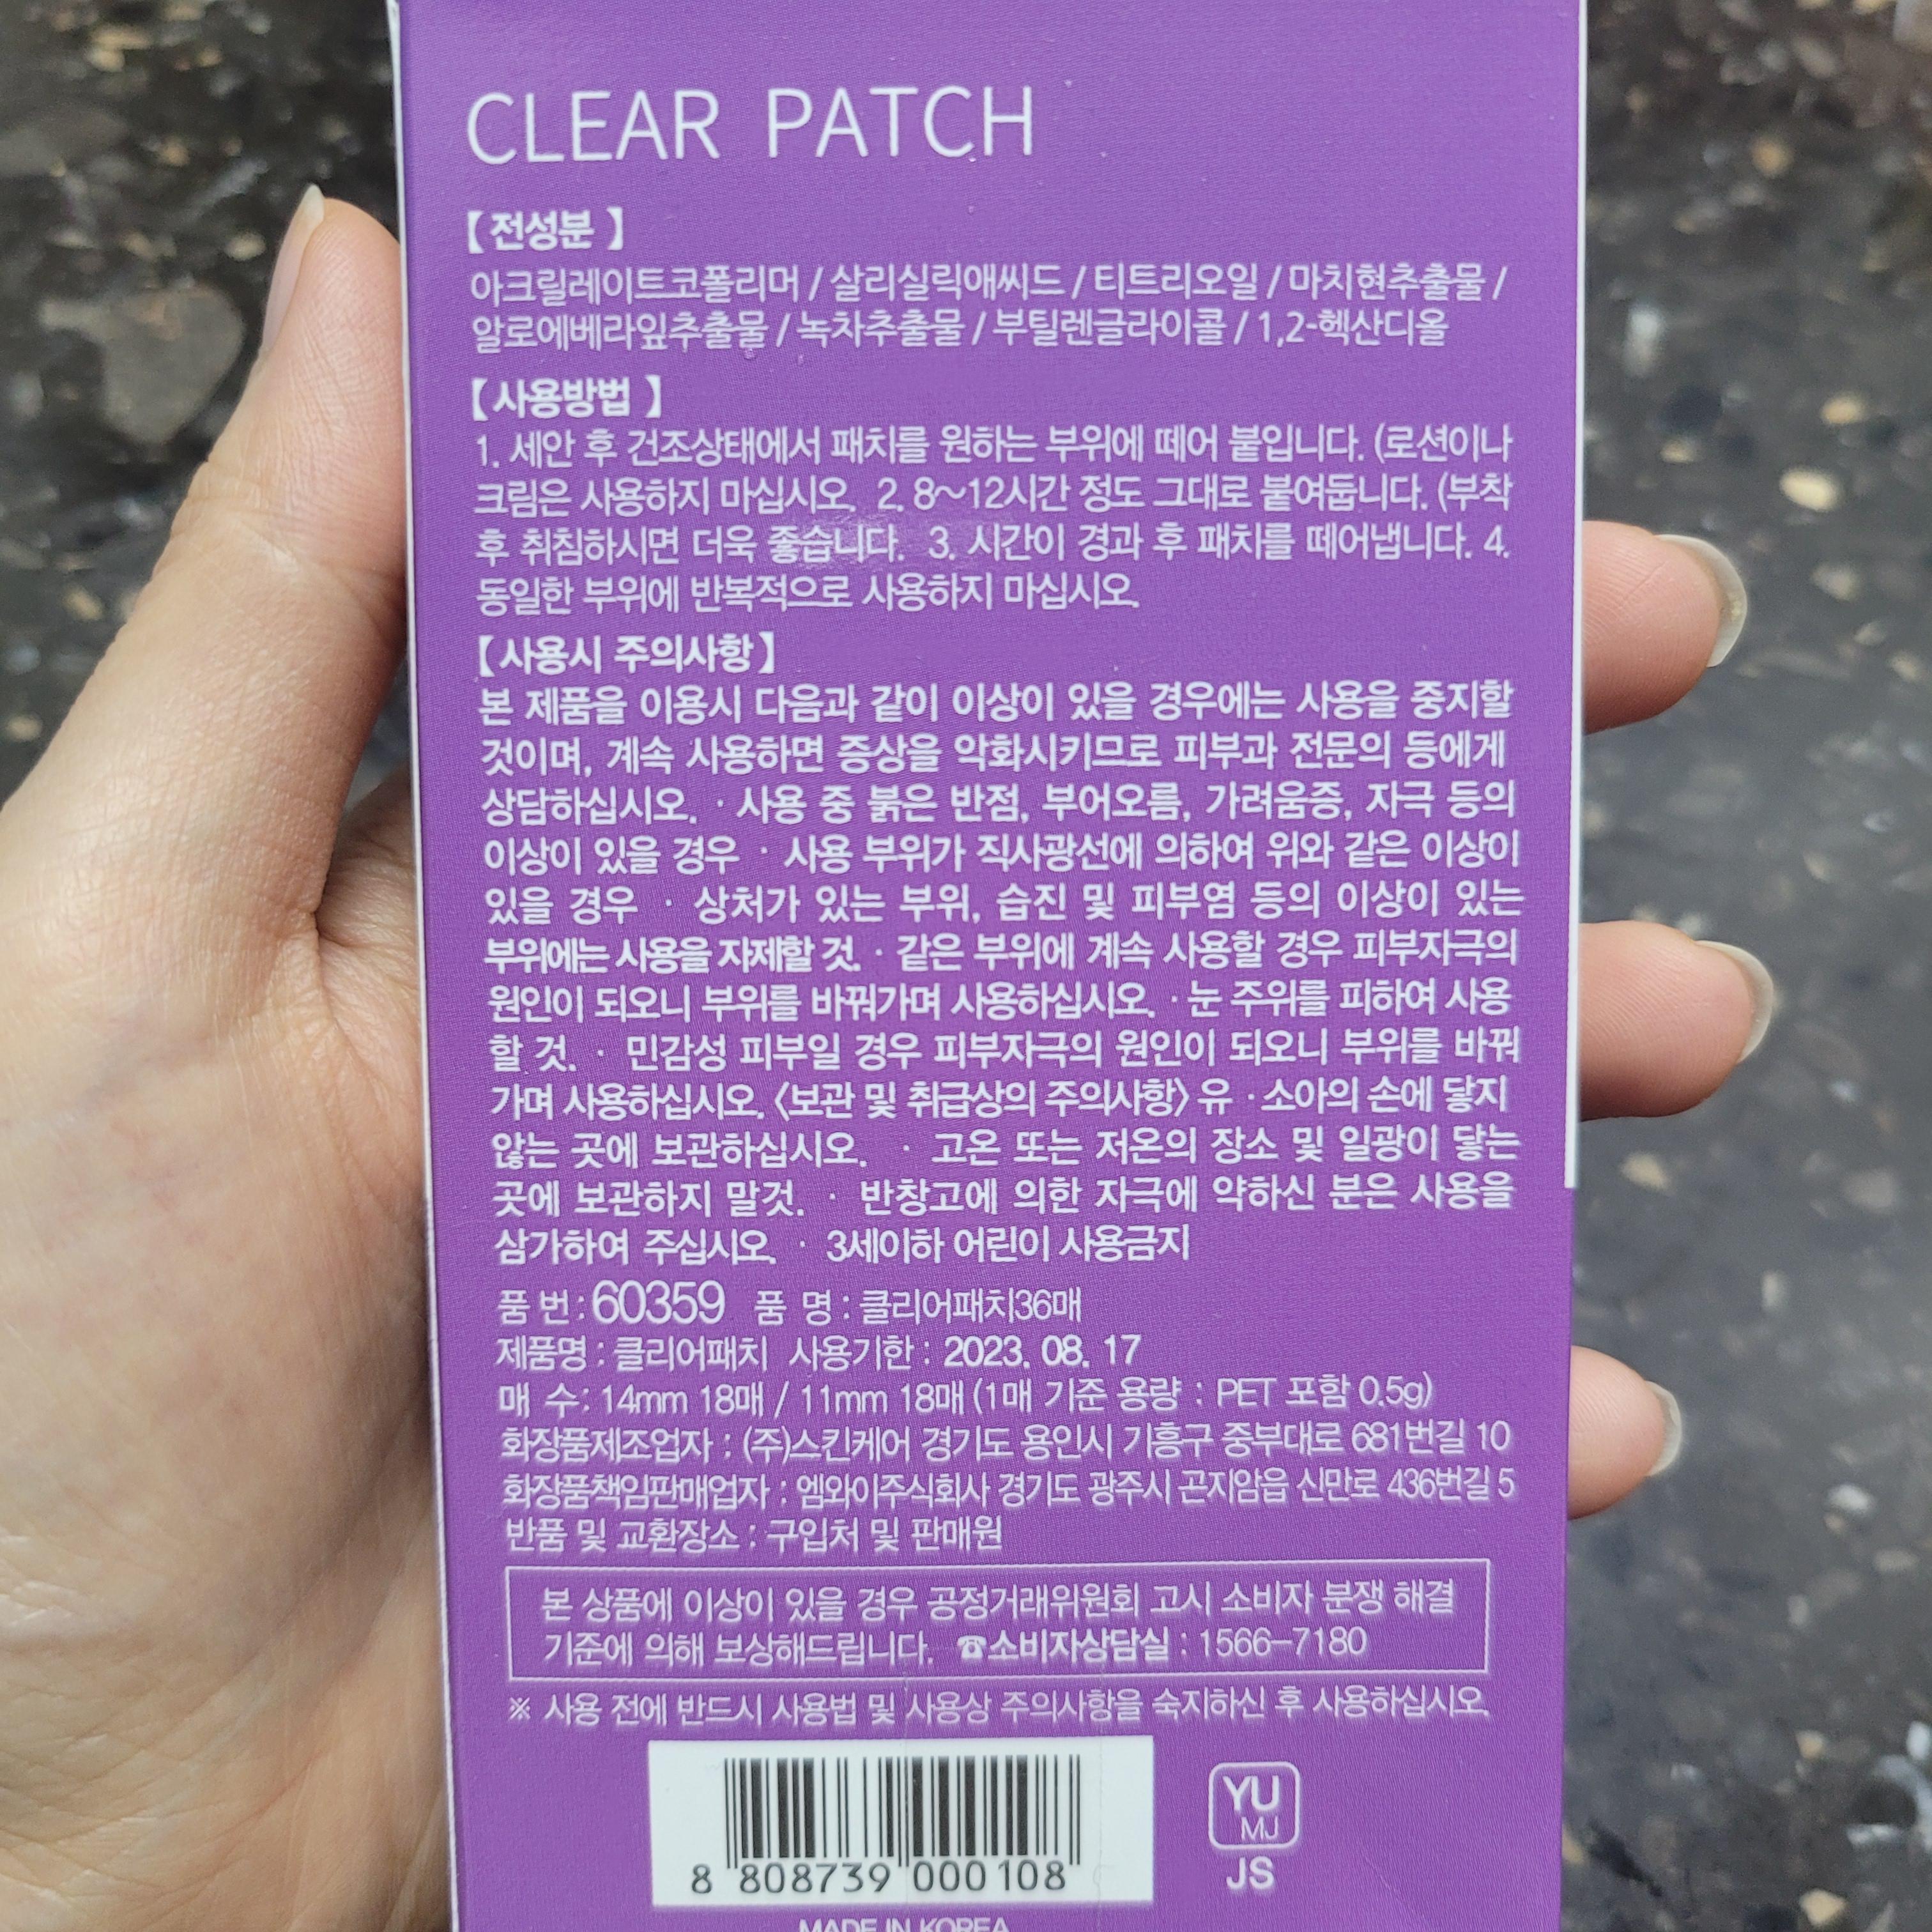 CLEAR PATCH
【전성분 】
아크릴레이트코폴리머 / 살리실릭애씨드 / 티트리오일 / 마치현추출물 /
알로에베라잎추출물 / 녹차추출물 / 부틸렌글라이콜 / 1,2-헥산디올
【사용방법 】
1. 세안 후 건조상태에서 패치를 원하는 부위에 떼어 붙입니다. (로션이나
크림은 사용하지 마십시오. 2. 8~12시간 정도 그대로 붙여둡니다. (부착
후 취침하시면 더욱 좋습니다. 3. 시간이 경과 후 패치를 떼어냅니다. 4.
동일한 부위에 반복적으로 사용하지 마십시오.
【사용시 주의사항】
본 제품을 이용시 다음과 같이 이상이 있을 경우에는 사용을 중지할
것이며, 계속 사용하면 증상을 악화시키므로 피부과 전문의 등에게
상담하십시오. · 사용 중 붉은 반점, 부어오름, 가려움증, 자극 등의
이상이 있을 경우 · 사용 부위가 직사광선에 의하여 위와 같은 이상이
있을 경우 · 상처가 있는 부위, 습진 및 피부염 등의 이상이 있는
부위에는 사용을 자제할 것. · 같은 부위에 계속 사용할 경우 피부자극의
원인이 되오니 부위를 바꿔가며 사용하십시오. · 눈 주위를 피하여 사용
할 것. · 민감성 피부일 경우 피부자극의 원인이 되오니 부위를 바꿔
가며 사용하십시오. 〈보관 및 취급상의 주의사항〉 유 · 소아의 손에 닿지
않는 곳에 보관하십시오. · 고온 또는 저온의 장소 및 일광이 닿는
곳에 보관하지 말것. · 반창고에 의한 자극에 약하신 분은 사용을
삼가하여 주십시오. · 3세이하 어린이 사용금지
품 번 : 60359 품 명 : 클리어패치36매
제품명 : 클리어패치 사용기한 : 2023. 08. 17
매 수 : 14mm 18매 / 11mm 18매 (1매 기준 용량 : PET 포함 0.5g)
화장품제조업자 : (주)스킨케어 경기도 용인시 기흥구 중부대로 681번길 10
화장품책임판매업자 : 엠와이주식회사 경기도 광주시 곤지암읍 신만로 436번길 5
반품 및 교환장소 : 구입처 및 판매원
본 상품에 이상이 있을 경우 공정거래위원회 고시 소비자 분쟁 해결
기준에 의해 보상해드립니다. ☎소비자상담실 : 1566-7180
※ 사용 전에 반드시 사용법 및 사용상 주의사항을 숙지하신 후 사용하십시오.
8 808739 000108
YU
MJ
JS
MADE IN KOREA